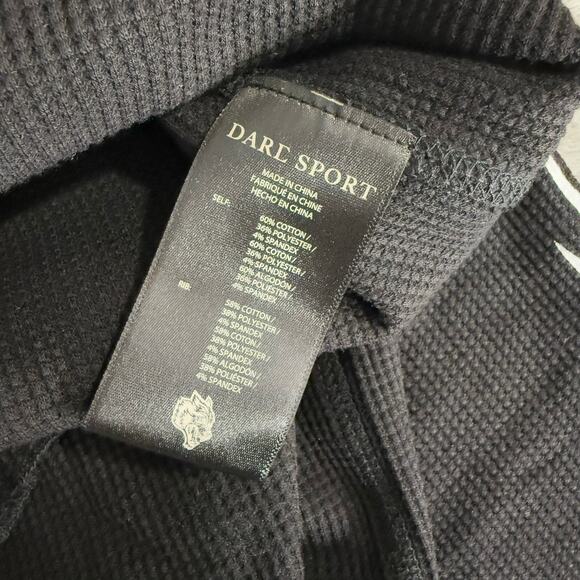 DARE SPORT
MADE IN CHINA
FABRIQUÉ EN CHINE
HECHO EN CHINA
SELF:
60% COTTON /
36% POLYESTER /
4% SPANDEX
60% COTON /
36% POLYESTER /
4% SPANDEX
60% ALGODÓN /
36% POLIÉSTER /
4% SPANDEX
RIB:
58% COTTON /
38% POLYESTER /
4% SPANDEX
58% COTON /
38% POLYESTER /
4% SPANDEX
58% ALGODÓN /
38% POLIÉSTER /
4% SPANDEX